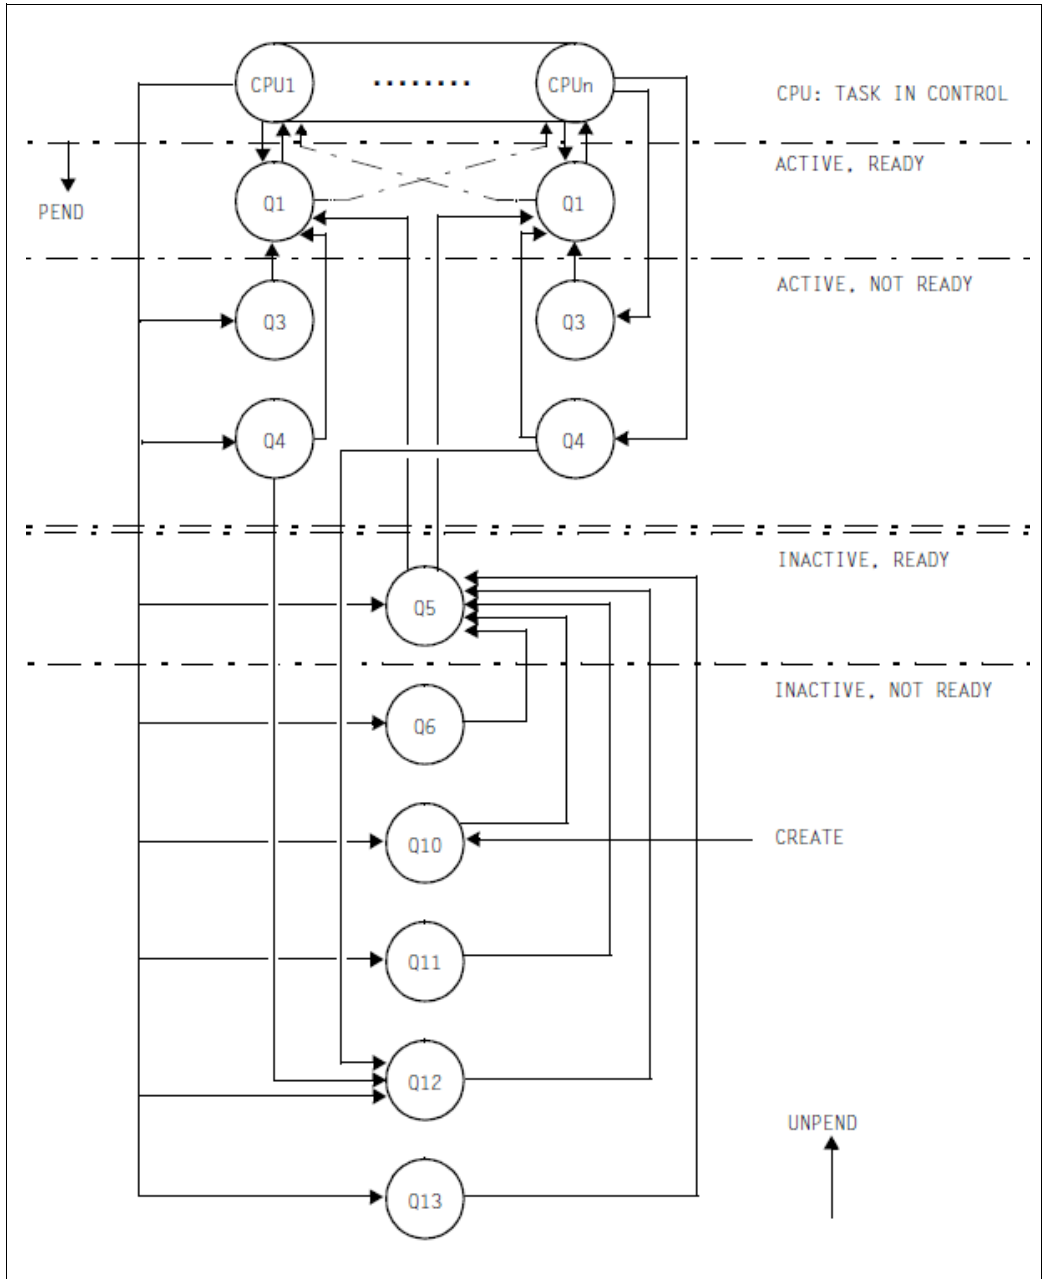 CPU1
........
CPUn
CPU: TASK IN CONTROL
ACTIVE, READY
PEND
Q1
Q1
ACTIVE, NOT READY
Q3
Q3
Q4
Q4
INACTIVE, READY
Q5
INACTIVE, NOT READY
Q6
Q10
CREATE
Q11
Q12
UNPEND
Q13